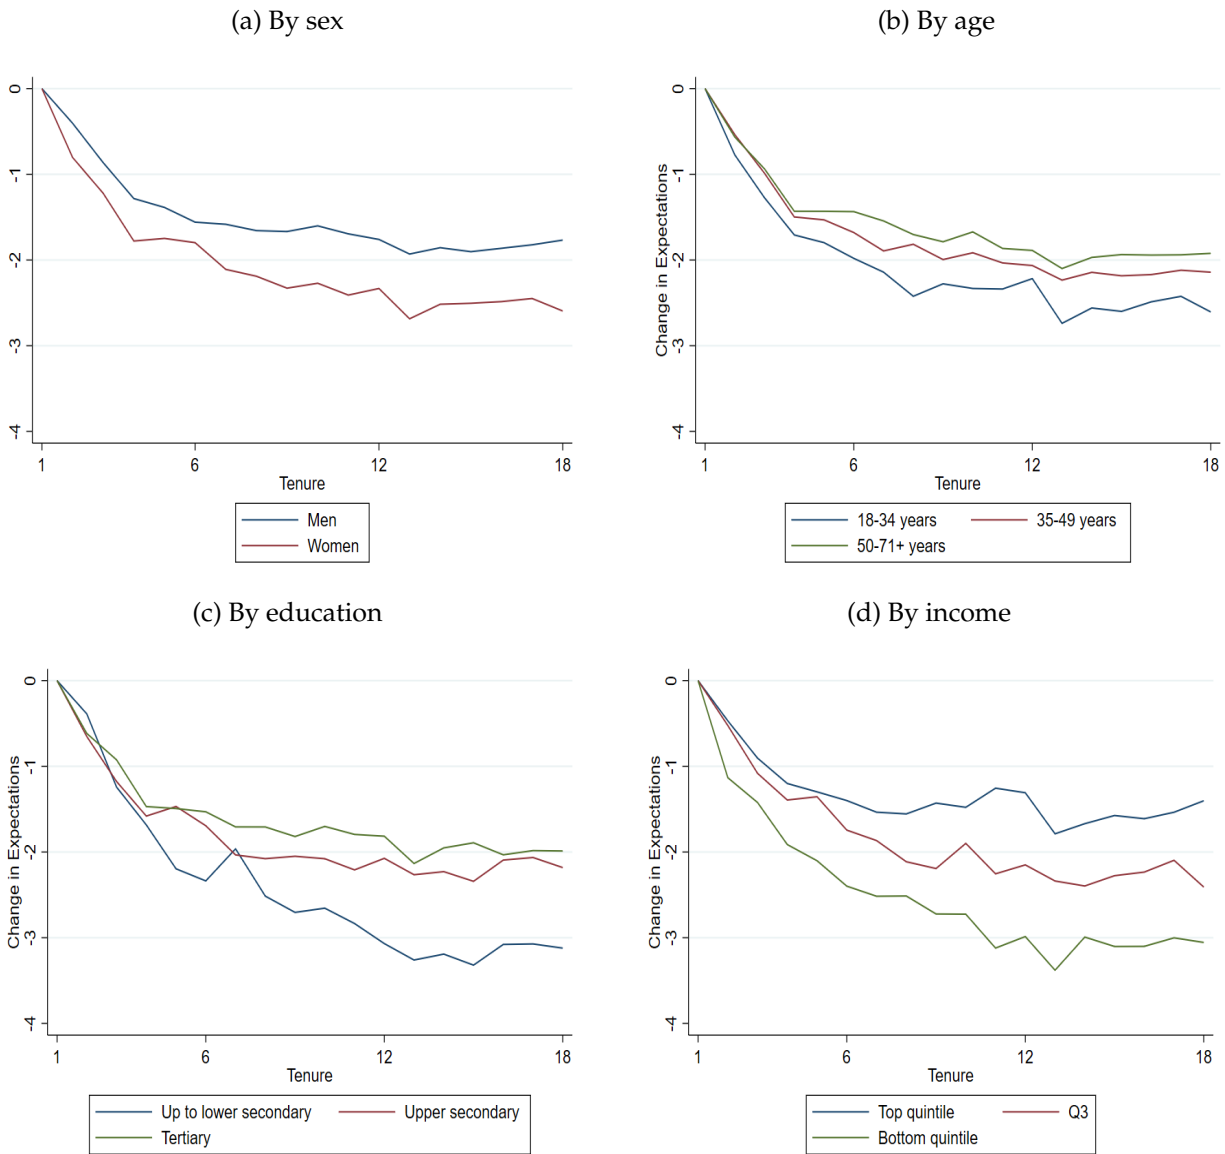 (a) By sex
0
-1
-2
-3
-4
1 6 12 18
Tenure
Men
Women
(b) By age
Change in Expectations
0
-1
-2
-3
-4
1 6 12 18
Tenure
18-34 years 35-49 years
50-71+ years
(c) By education
Change in Expectations
0
-1
-2
-3
-4
1 6 12 18
Tenure
Up to lower secondary Upper secondary
Tertiary
(d) By income
Change in Expectations
0
-1
-2
-3
-4
1 6 12 18
Tenure
Top quintile Q3
Bottom quintile